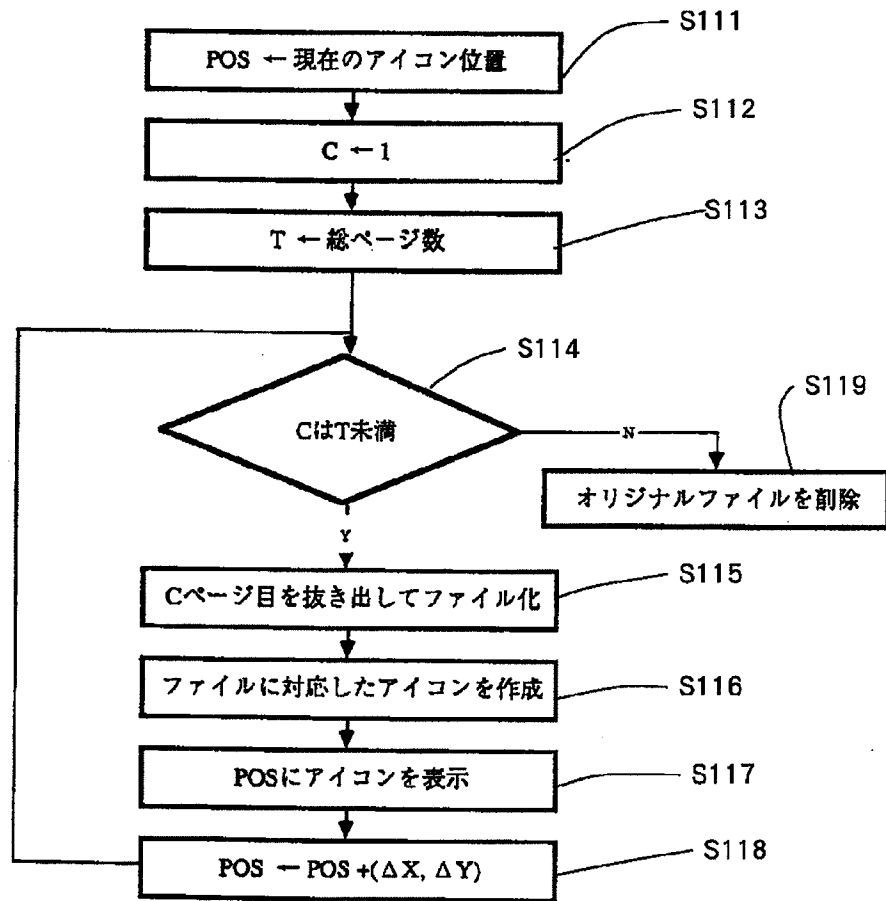 S111
POS ← 現在のアイコン位置
S112
C ← 1
S113
T ← 総ページ数
S114
CはT未満
S119
N
オリジナルファイルを削除
Y
S115
Cページ目を抜き出してファイル化
S116
ファイルに対応したアイコンを作成
S117
POSにアイコンを表示
S118
POS ← POS +(ΔX, ΔY)